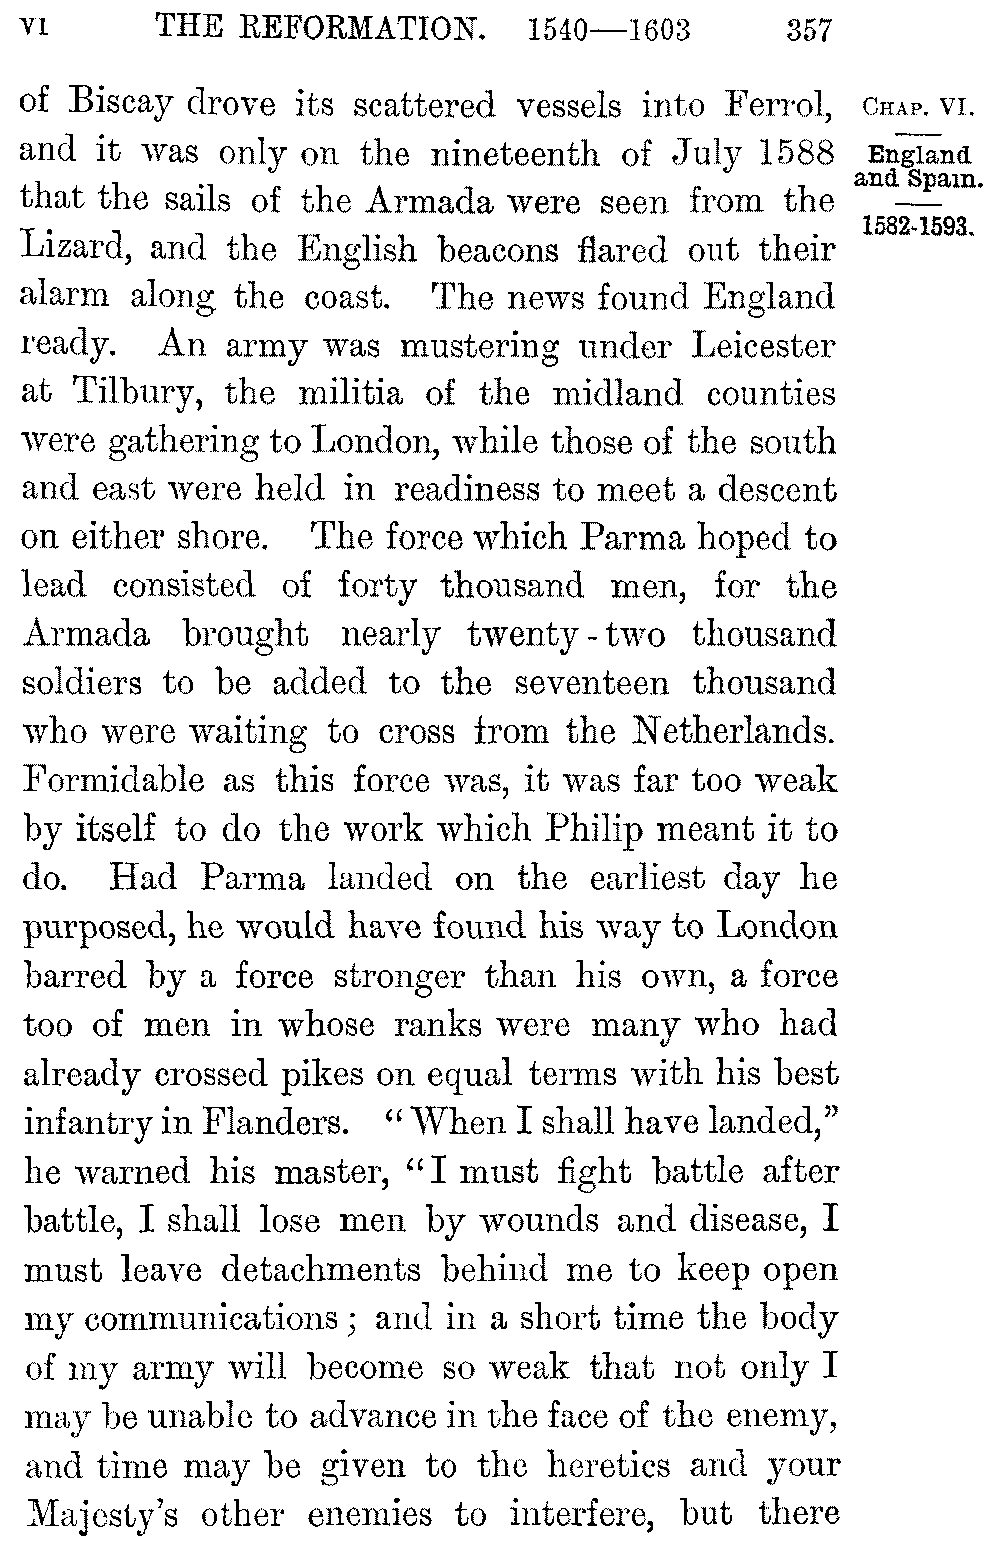 VI THE REFORMATION. 1540—1603 357
of Biscay drove its scattered vessels into Ferrol,
and it was only on the nineteenth of July 1588
that the sails of the Armada were seen from the
Lizard, and the English beacons flared out their
alarm along the coast. The news found England
ready. An army was mustering under Leicester
at Tilbury, the militia of the midland counties
were gathering to London, while those of the south
and east were held in readiness to meet a descent
on either shore. The force which Parma hoped to
lead consisted of forty thousand men, for the
Armada brought nearly twenty-two thousand
soldiers to be added to the seventeen thousand
who were waiting to cross from the Netherlands.
Formidable as this force was, it was far too weak
by itself to do the work which Philip meant it to
do. Had Parma landed on the earliest day he
purposed, he would have found his way to London
barred by a force stronger than his own, a force
too of men in whose ranks were many who had
already crossed pikes on equal terms with his best
infantry in Flanders. "When I shall have landed,"
he warned his master, "I must fight battle after
battle, I shall lose men by wounds and disease, I
must leave detachments behind me to keep open
my communications; and in a short time the body
of my army will become so weak that not only I
may be unable to advance in the face of the enemy,
and time may be given to the heretics and your
Majesty's other enemies to interfere, but there
CHAP. VI.
England
and Spain.
1582-1593.